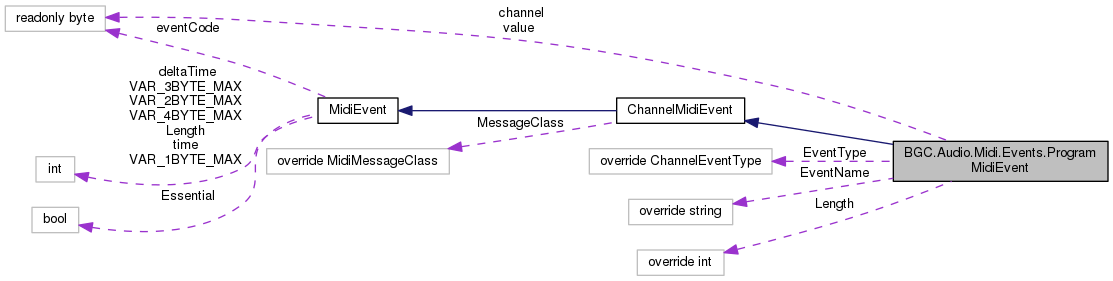 channel
value
readonly byte
eventCode
deltaTime
VAR_3BYTE_MAX
VAR_2BYTE_MAX
VAR_4BYTE_MAX
Length
time
VAR_1BYTE_MAX
MidiEvent
ChannelMidiEvent
MessageClass
override MidiMessageClass
override ChannelEventType
EventType
BGC.Audio.Midi.Events.Program
MidiEvent
int
EventName
Essential
bool
override string
Length
override int